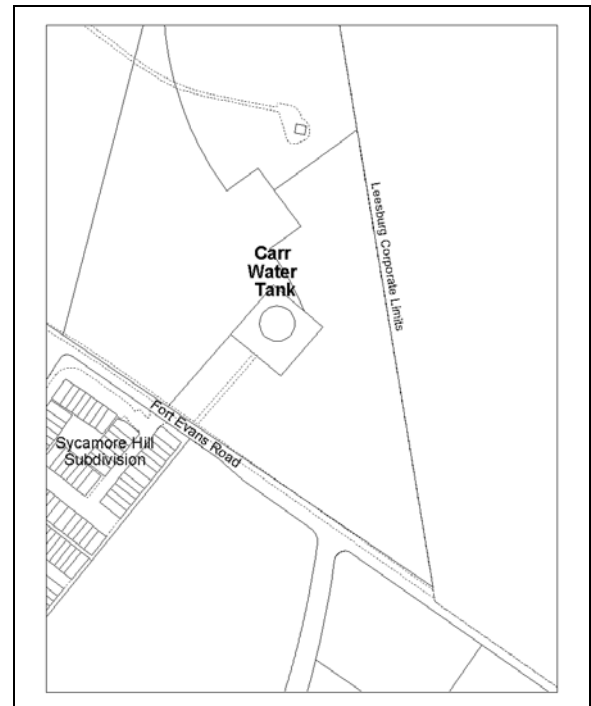 Carr
Water
Tank
Leesburg Corporate Limits
Fort Evans Road
Sycamore Hill
Subdivision